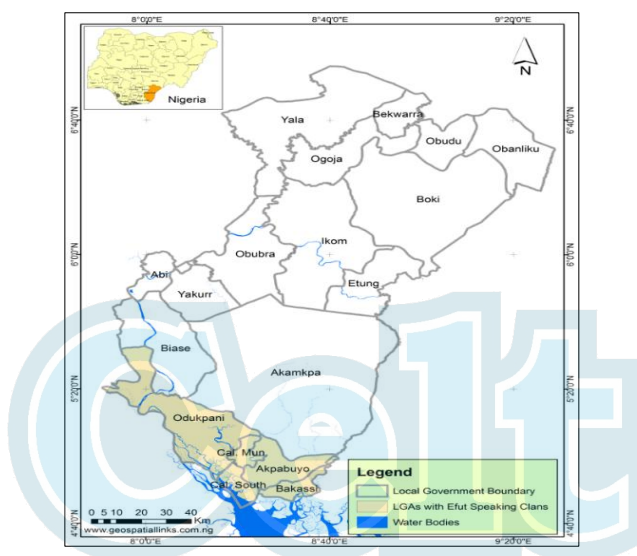 8°0'0"E 8°40'0"E 9°20'0"E
Nigeria
N
6°40'0"N 6°40'0"N
Yala
Bekwarra
Obudu
Obanliku
Ogoja
Boki
Ikom
Obubra
6°0'0"N 6°0'0"N
Abi
Etung
Yakurr
Biase
Akamkpa
5°20'0"N 5°20'0"N
Odukpani
Cal. Mun.
Akpabuyo
Cal. South
Bakassi
Legend
Local Government Boundary
LGAs with Efut Speaking Clans
Water Bodies
0 5 10 20 30 40
Km
www.geospatiallinks.com.ng
4°40'0"N 4°40'0"N
8°0'0"E 8°40'0"E 9°20'0"E
Celt